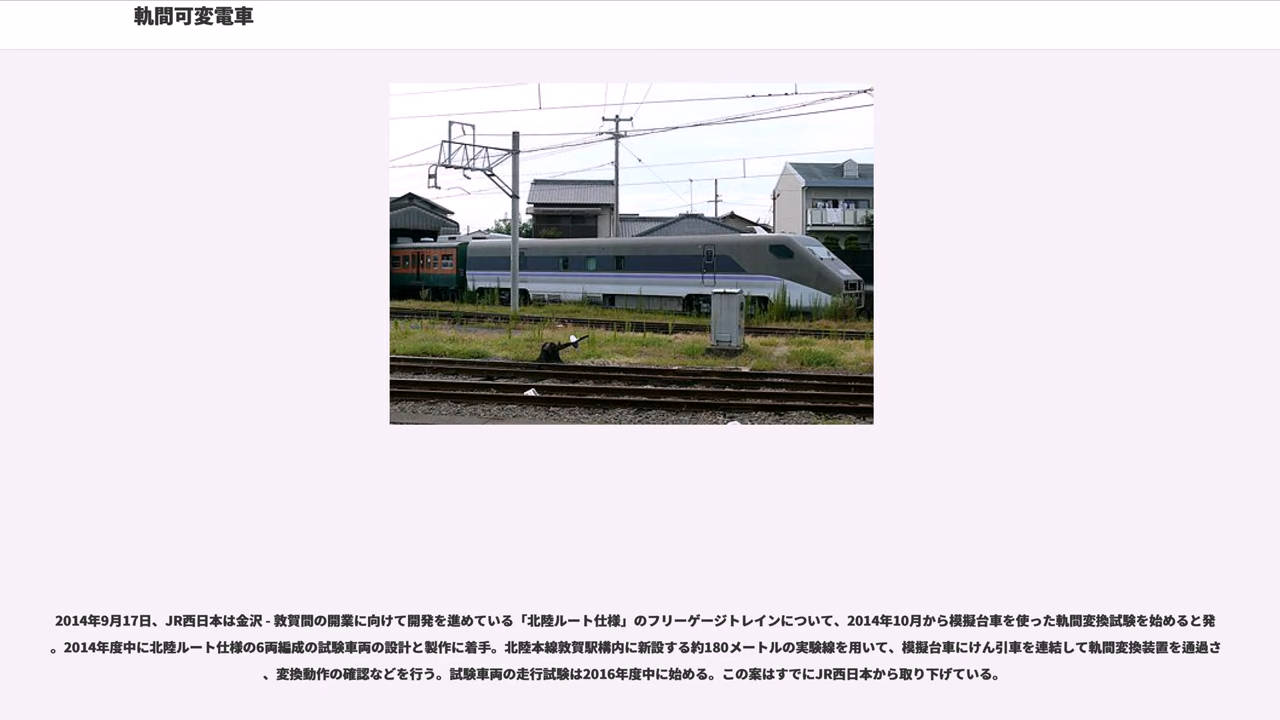 軌間可変電車
2014年9月17日、JR西日本は金沢 - 敦賀間の開業に向けて開発を進めている「北陸ルート仕様」のフリーゲージトレインについて、2014年10月から模擬台車を使った軌間変換試験を始めると発
。2014年度中に北陸ルート仕様の6両編成の試験車両の設計と製作に着手。北陸本線敦賀駅構内に新設する約180メートルの実験線を用いて、模擬台車にけん引車を連結して軌間変換装置を通過さ
、変換動作の確認などを行う。試験車両の走行試験は2016年度中に始める。この案はすでにJR西日本から取り下げている。